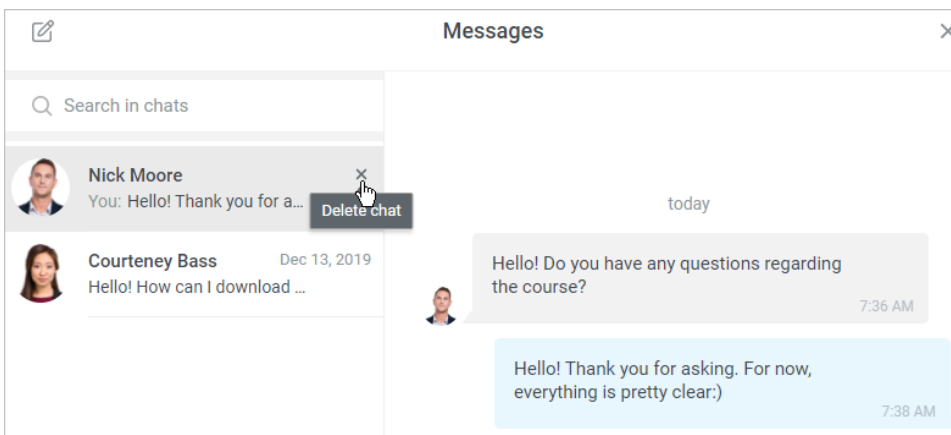 Messages
Search in chats
Nick Moore
You: Hello! Thank you for a...
Delete chat
Courteney Bass
Dec 13, 2019
Hello! How can I download ...
today
Hello! Do you have any questions regarding
the course?
7:36 AM
Hello! Thank you for asking. For now,
everything is pretty clear:)
7:38 AM